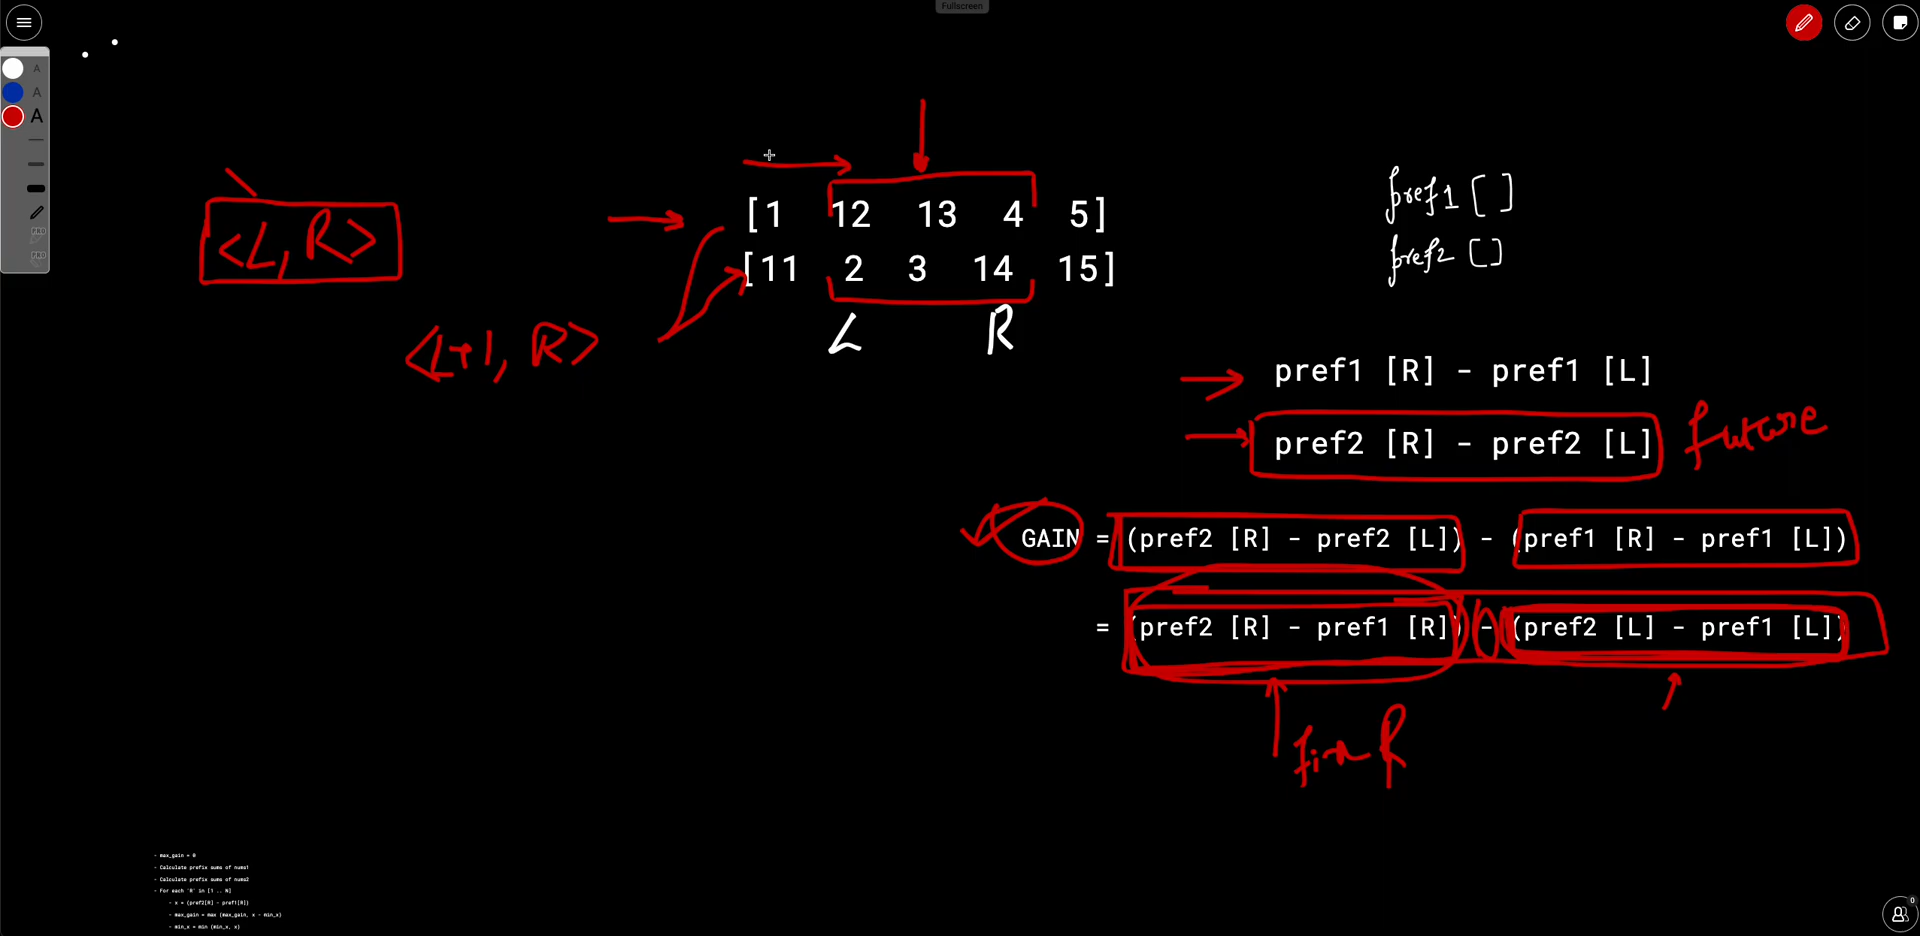 Fullscreen
A
A
A
<L, R>
[1 12 13 4 5]
[11 2 3 14 15]
L R
<L+1, R>
pref1 [ ]
pref2 [ ]
pref1 [R] - pref1 [L]
pref2 [R] - pref2 [L]
future
GAIN = (pref2 [R] - pref2 [L]) - (pref1 [R] - pref1 [L])
= (pref2 [R] - pref1 [R]) - (pref2 [L] - pref1 [L])
R
- max_gain = 0
- Calculate prefix sums of nums1
- Calculate prefix sums of nums2
- For each 'R' in [1 .. N]
- x = (pref2[R] - pref1[R])
- max_gain = max (max_gain, x - min_x)
- min_x = min (min_x, x)
0